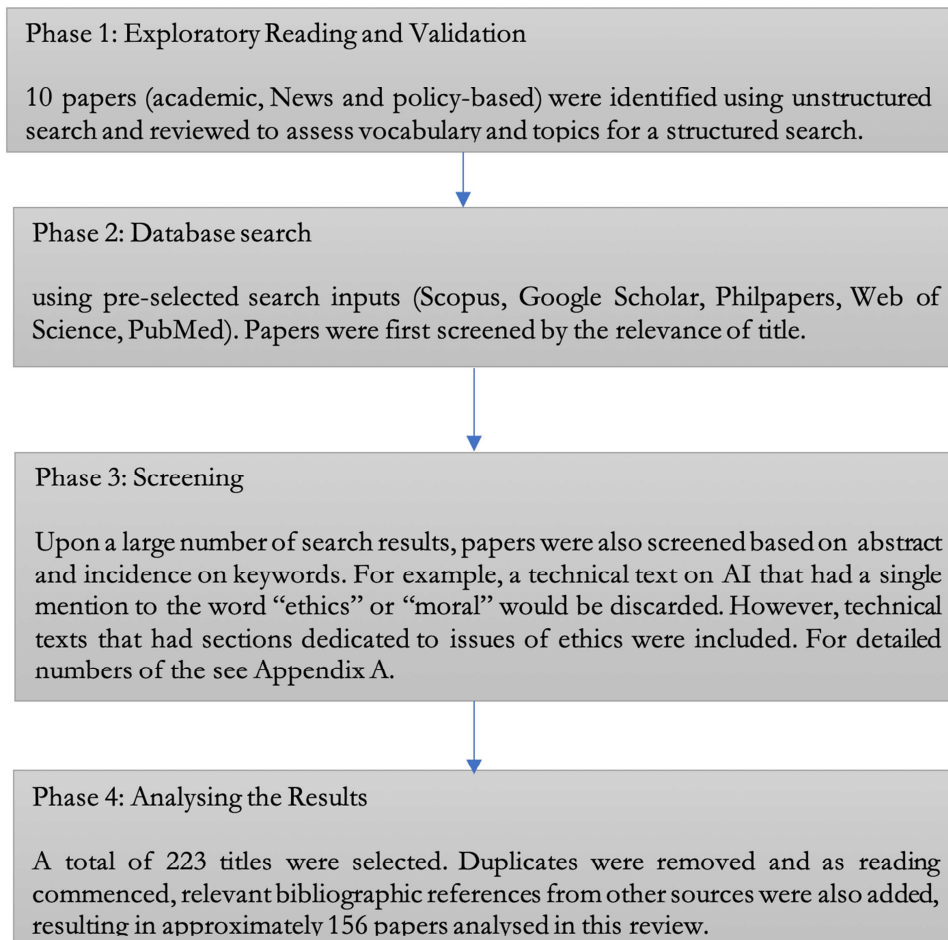 Phase 1: Exploratory Reading and Validation
10 papers (academic, News and policy-based) were identified using unstructured
search and reviewed to assess vocabulary and topics for a structured search.
Phase 2: Database search
using pre-selected search inputs (Scopus, Google Scholar, Philpapers, Web of
Science, PubMed). Papers were first screened by the relevance of title.
Phase 3: Screening
Upon a large number of search results, papers were also screened based on abstract
and incidence on keywords. For example, a technical text on AI that had a single
mention to the word “ethics” or “moral” would be discarded. However, technical
texts that had sections dedicated to issues of ethics were included. For detailed
numbers of the see Appendix A.
Phase 4: Analysing the Results
A total of 223 titles were selected. Duplicates were removed and as reading
commenced, relevant bibliographic references from other sources were also added,
resulting in approximately 156 papers analysed in this review.